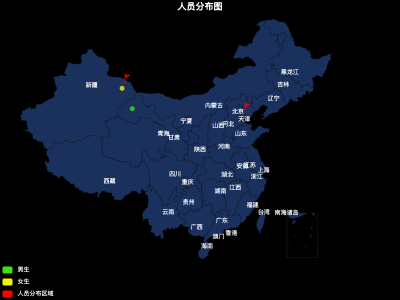 人员分布图
黑龙江
吉林
新疆
辽宁
内蒙古
北京
天津
宁夏
山西
河北
青海
甘肃
山东
陕西
河南
安徽
江苏
上海
四川
湖北
浙江
西藏
重庆
湖南
江西
贵州
福建
云南
台湾
南海诸岛
广东
广西
香港
澳门
海南
男生
女生
人员分布区域